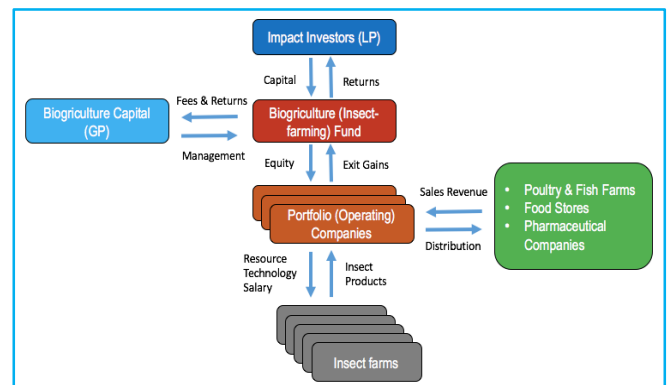 Impact Investors (LP)
Capital
Returns
Fees & Returns
Biogriculture Capital
(GP)
Biogriculture (Insect-
farming) Fund
Management
Equity
Exit Gains
Sales Revenue
• Poultry & Fish Farms
• Food Stores
• Pharmaceutical
Companies
Portfolio (Operating)
Companies
Distribution
Resource
Technology
Salary
Insect
Products
Insect farms